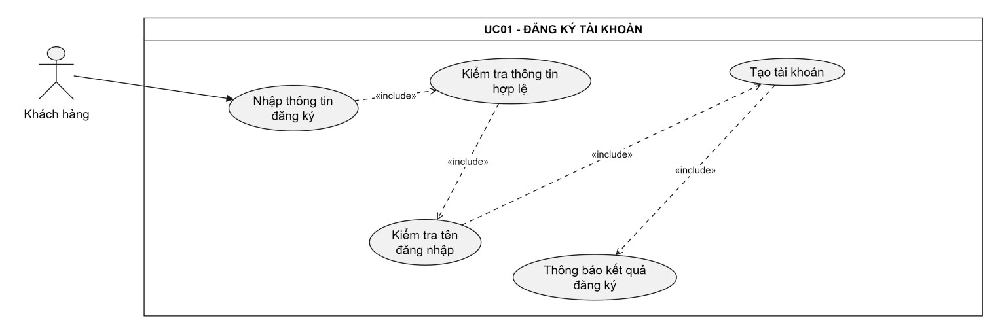 UC01 - ĐĂNG KÝ TÀI KHOẢN
Khách hàng
Nhập thông tin
đăng ký
«include»
Kiểm tra thông tin
hợp lệ
«include»
Kiểm tra tên
đăng nhập
«include»
Tạo tài khoản
«include»
Thông báo kết quả
đăng ký